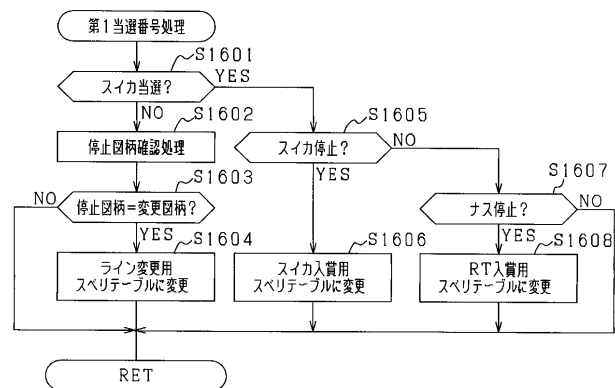 第1当選番号処理
S1601
スイカ当選?
YES
NO
S1602
停止図柄確認処理
S1605
スイカ停止?
NO
YES
S1603
NO
停止図柄=変更図柄?
YES
S1607
ナス停止?
NO
YES
S1604
ライン変更用
スベリテーブルに変更
S1606
スイカ入賞用
スベリテーブルに変更
S1608
RT入賞用
スベリテーブルに変更
RET